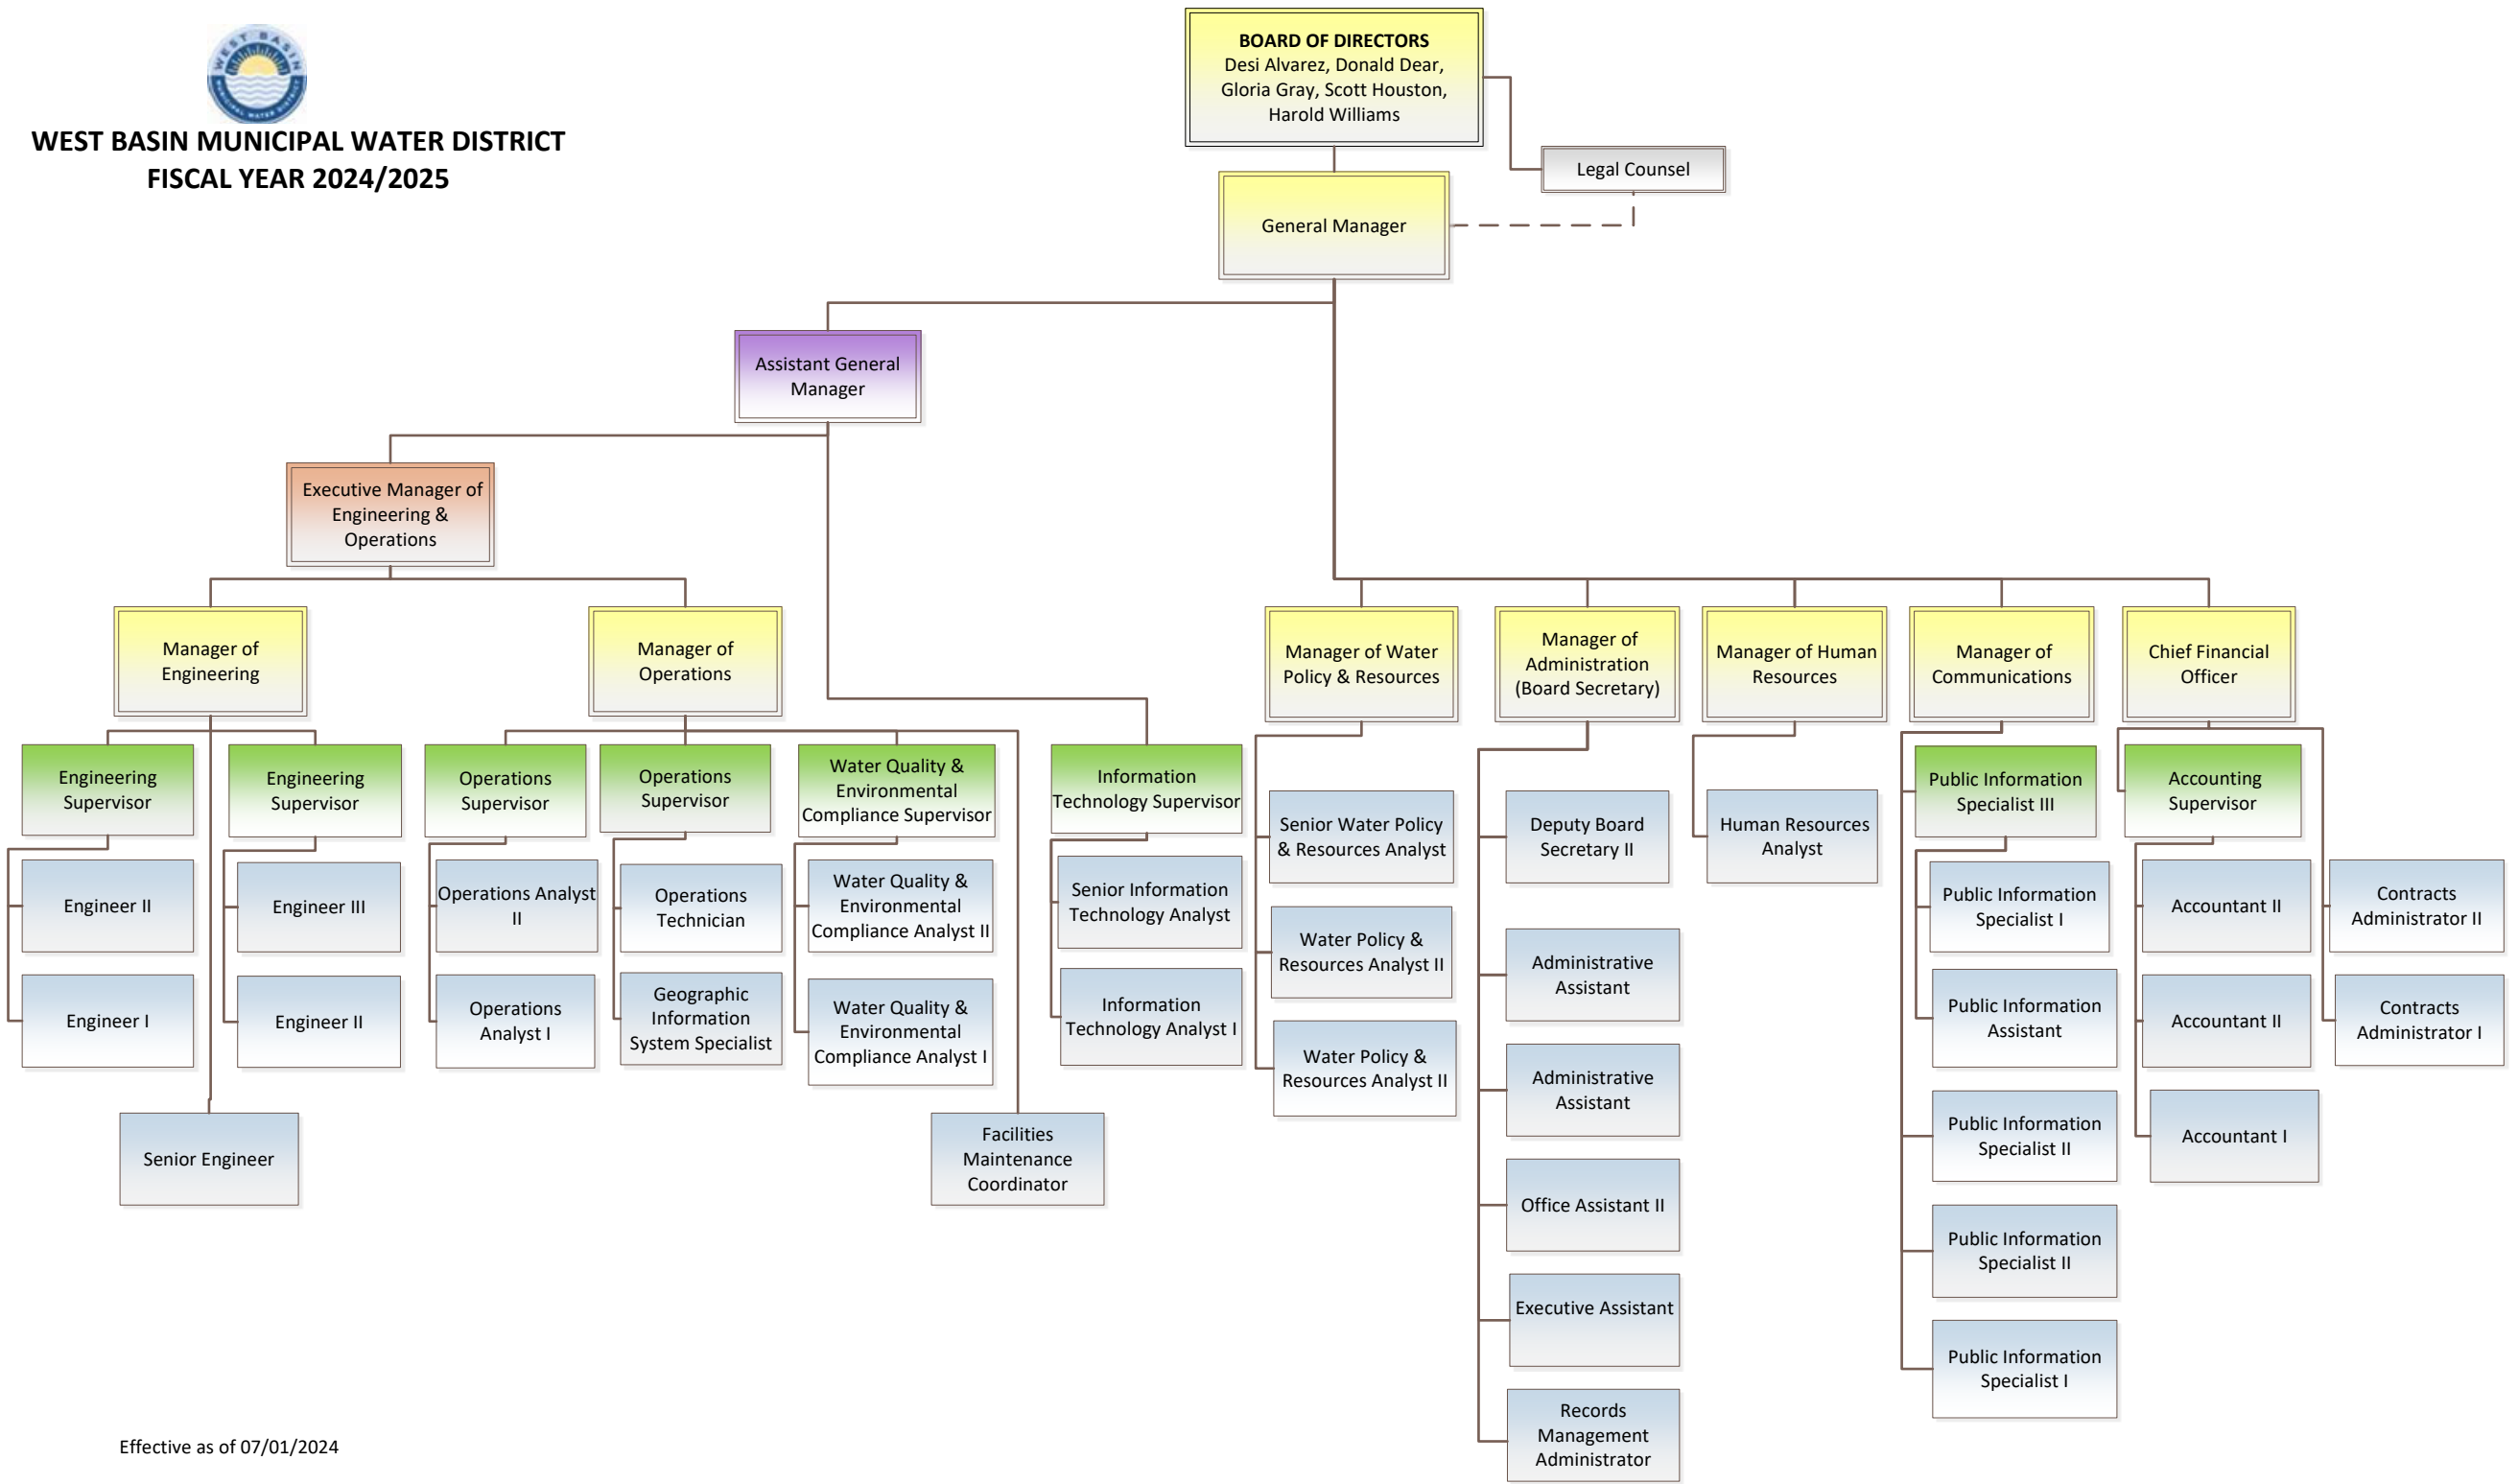 WEST BASIN
MUNICIPAL WATER DISTRICT
WEST BASIN MUNICIPAL WATER DISTRICT
FISCAL YEAR 2024/2025
BOARD OF DIRECTORS
Desi Alvarez, Donald Dear,
Gloria Gray, Scott Houston,
Harold Williams
Legal Counsel
General Manager
Assistant General
Manager
Executive Manager of
Engineering &
Operations
Manager of
Engineering
Manager of
Operations
Manager of Water
Policy & Resources
Manager of
Administration
(Board Secretary)
Manager of Human
Resources
Manager of
Communications
Chief Financial
Officer
Engineering
Supervisor
Engineering
Supervisor
Operations
Supervisor
Operations
Supervisor
Water Quality &
Environmental
Compliance Supervisor
Information
Technology Supervisor
Public Information
Specialist III
Accounting
Supervisor
Senior Water Policy
& Resources Analyst
Deputy Board
Secretary II
Human Resources
Analyst
Engineer II
Engineer III
Operations Analyst
II
Operations
Technician
Water Quality &
Environmental
Compliance Analyst II
Senior Information
Technology Analyst
Water Policy &
Resources Analyst II
Administrative
Assistant
Public Information
Specialist I
Accountant II
Contracts
Administrator II
Engineer I
Engineer II
Operations
Analyst I
Geographic
Information
System Specialist
Water Quality &
Environmental
Compliance Analyst I
Information
Technology Analyst I
Water Policy &
Resources Analyst II
Administrative
Assistant
Public Information
Assistant
Accountant II
Contracts
Administrator I
Senior Engineer
Facilities
Maintenance
Coordinator
Office Assistant II
Public Information
Specialist II
Accountant I
Public Information
Specialist II
Executive Assistant
Public Information
Specialist I
Records
Management
Administrator
Effective as of 07/01/2024